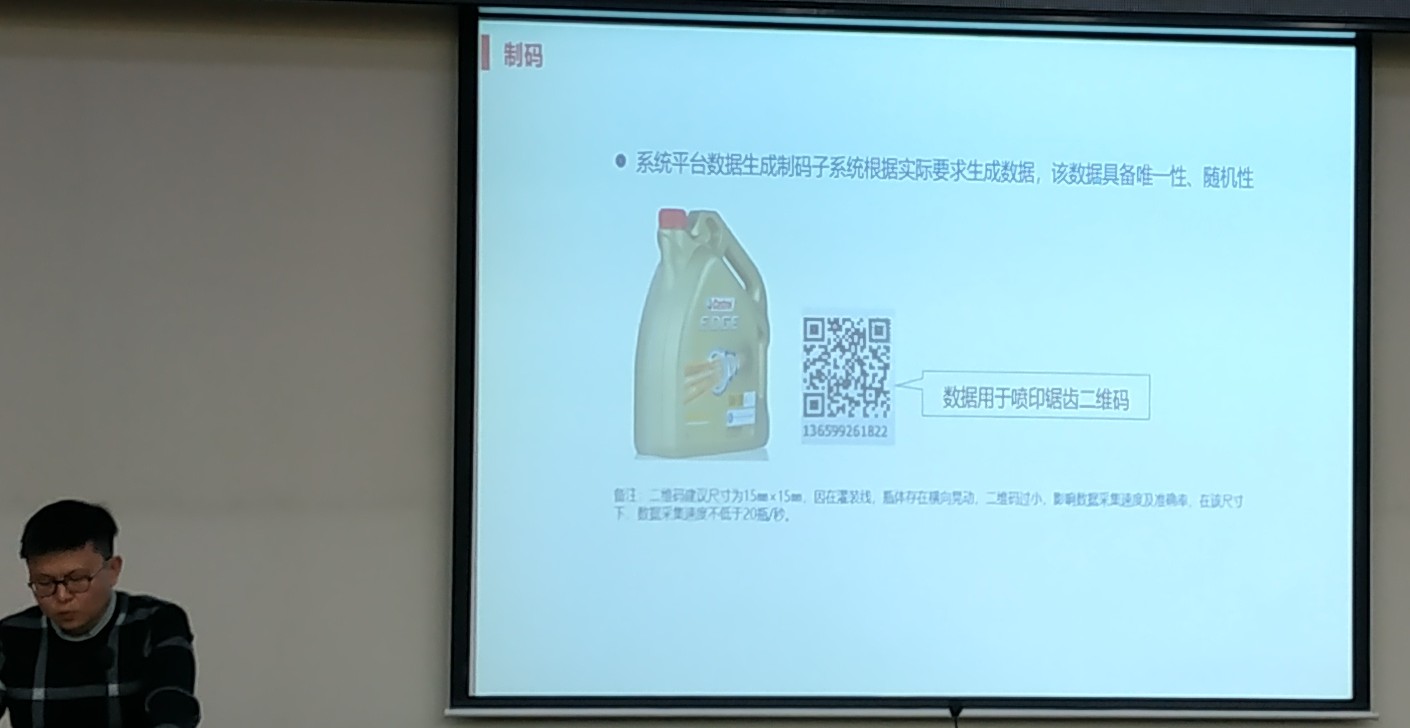 制码
● 系统平台数据生成制码子系统根据实际要求生成数据，该数据具备唯一性、随机性
Castrol
EDGE
136599261822
数据用于喷印锯齿二维码
备注：二维码建议尺寸为15mm×15mm，因在灌装线，瓶体存在横向晃动，二维码过小，影响数据采集速度及准确率，在该尺寸
下，数据采集速度不低于20瓶/秒。